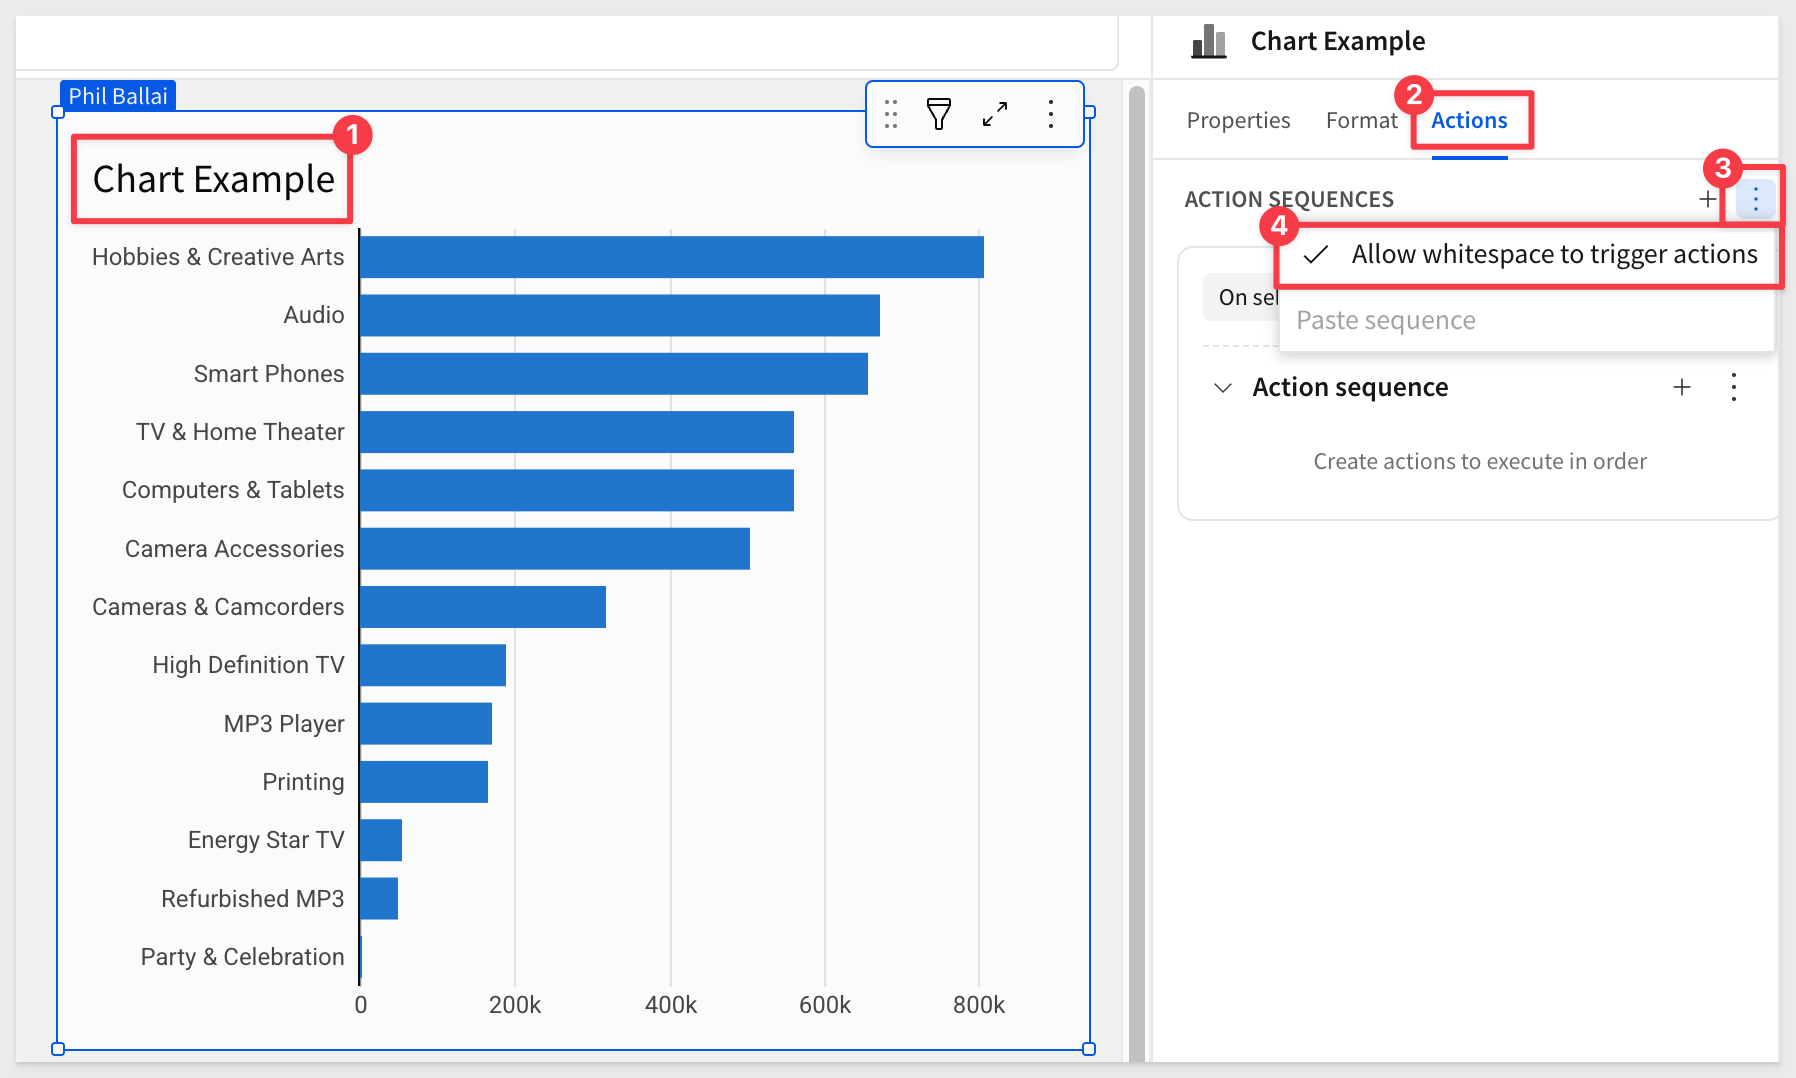 Phil Ballai
1
Chart Example
Hobbies & Creative Arts
Audio
Smart Phones
TV & Home Theater
Computers & Tablets
Camera Accessories
Cameras & Camcorders
High Definition TV
MP3 Player
Printing
Energy Star TV
Refurbished MP3
Party & Celebration
0 200k 400k 600k 800k
Chart Example
2
Properties Format Actions
3
ACTION SEQUENCES
4
Allow whitespace to trigger actions
On sel
Paste sequence
Action sequence
Create actions to execute in order